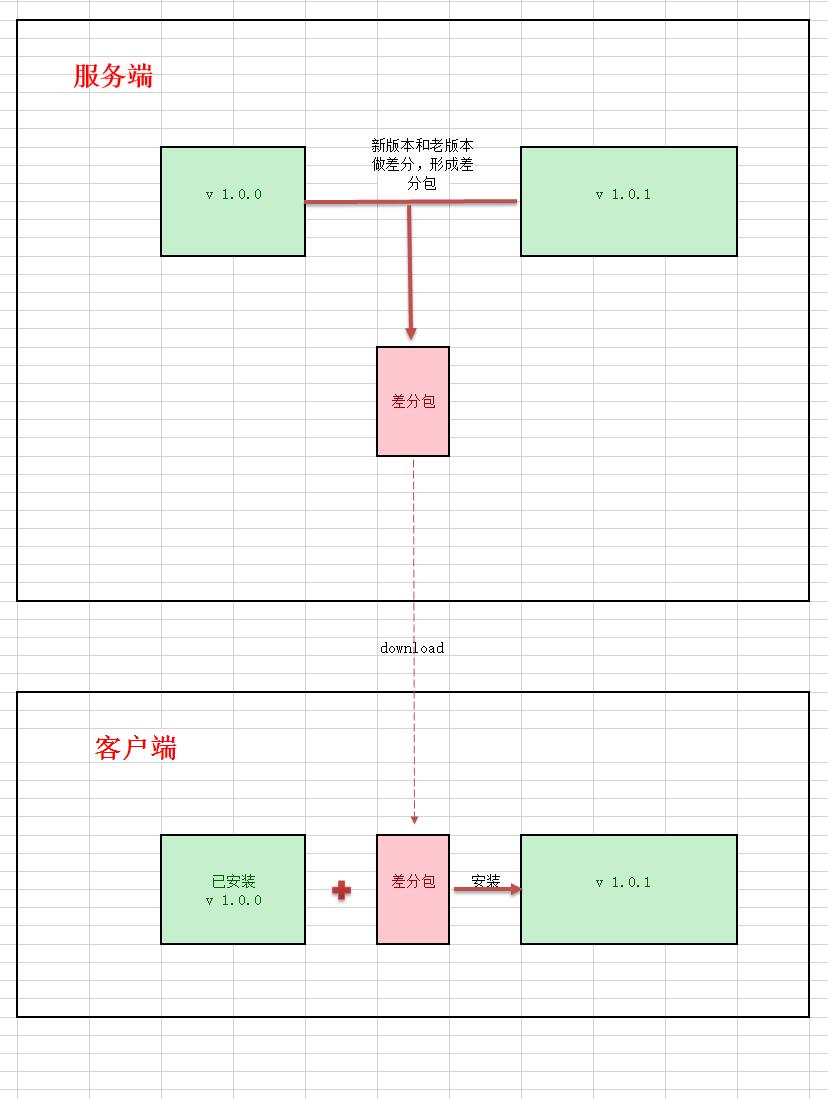 服务端
新版本和老版本
做差分，形成差
分包
v 1.0.0
v 1.0.1
差分包
download
客户端
已安装
v 1.0.0
差分包
安装
v 1.0.1